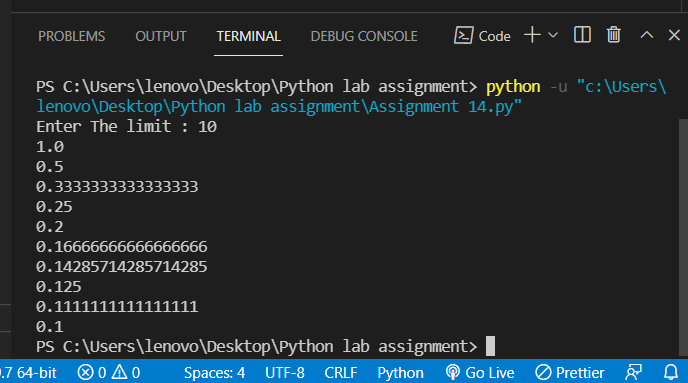 PROBLEMS OUTPUT TERMINAL DEBUG CONSOLE Code
PS C:\Users\lenovo\Desktop\Python lab assignment> python -u "c:\Users\
lenovo\Desktop\Python lab assignment\Assignment 14.py"
Enter The limit : 10
1.0
0.5
0.3333333333333333
0.25
0.2
0.16666666666666666
0.14285714285714285
0.125
0.1111111111111111
0.1
PS C:\Users\lenovo\Desktop\Python lab assignment>
.7 64-bit 0 0 Spaces: 4 UTF-8 CRLF Python Go Live Prettier